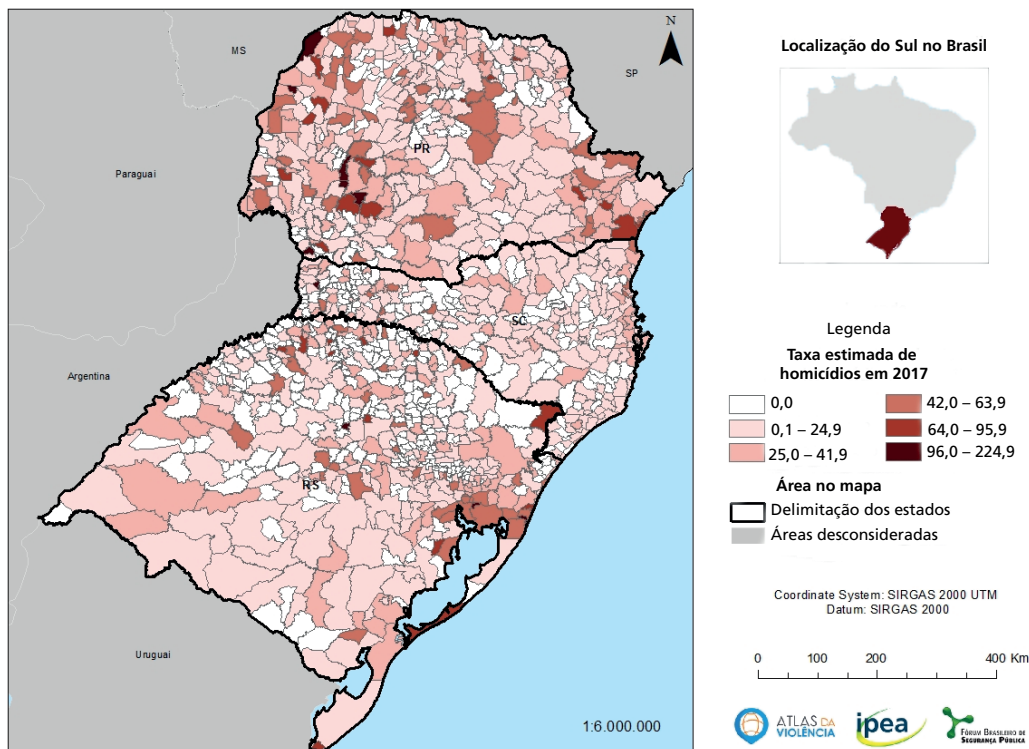 N
MS
SP
PR
Paraguai
SC
Argentina
RS
Uruguai
1:6.000.000
Localização do Sul no Brasil
Legenda
Taxa estimada de
homicídios em 2017
0,0
42,0 – 63,9
0,1 – 24,9
64,0 – 95,9
25,0 – 41,9
96,0 – 224,9
Área no mapa
Delimitação dos estados
Áreas desconsideradas
Coordinate System: SIRGAS 2000 UTM
Datum: SIRGAS 2000
0 100 200 400 Km
ATLAS DA
VIOLÊNCIA
ipea
FÓRUM BRASILEIRO DE
SEGURANÇA PÚBLICA